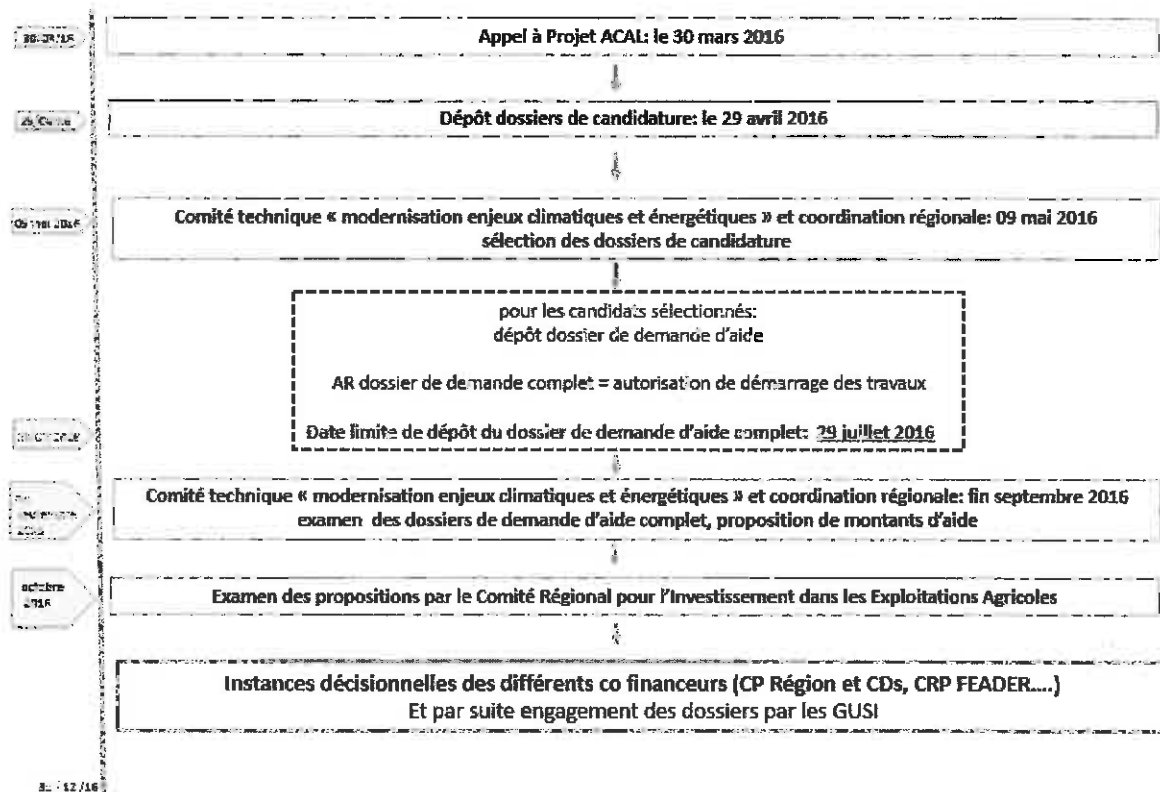 Appel à Projet ACAL: le 30 mars 2016
Dépôt dossiers de candidature: le 29 avril 2016
09 mai 2016
Comité technique « modernisation enjeux climatiques et énergétiques » et coordination régionale: 09 mai 2016
sélection des dossiers de candidature
pour les candidats sélectionnés:
dépôt dossier de demande d'aide
AR dossier de demande complet = autorisation de démarrage des travaux
Date limite de dépôt du dossier de demande d'aide complet: 29 juillet 2016
Comité technique « modernisation enjeux climatiques et énergétiques » et coordination régionale: fin septembre 2016
examen des dossiers de demande d'aide complet, proposition de montants d'aide
octobre
2016
Examen des propositions par le Comité Régional pour l'Investissement dans les Exploitations Agricoles
Instances décisionnelles des différents co financeurs (CP Région et CDs, CRP FEADER....)
Et par suite engagement des dossiers par les GUSI